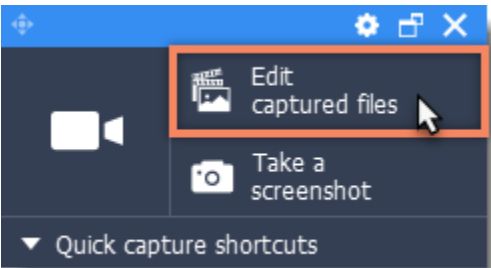 Edit
captured files
Take a
screenshot
Quick capture shortcuts